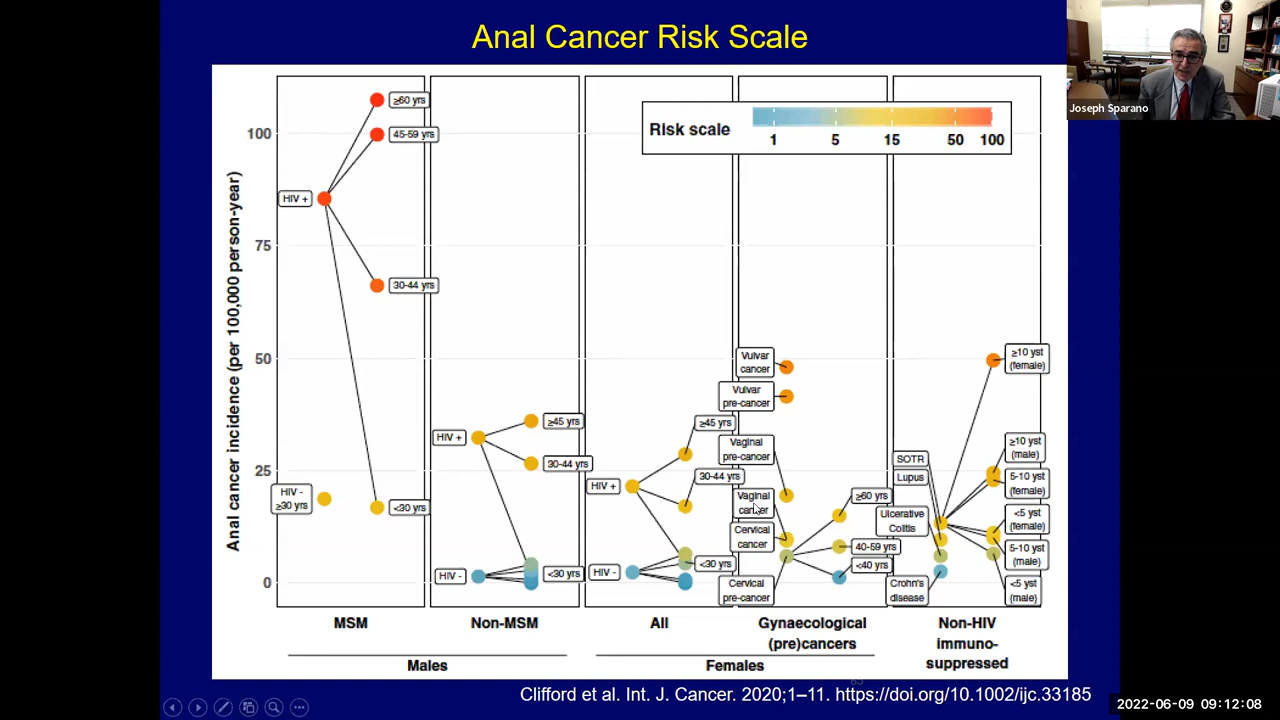 Anal Cancer Risk Scale
Joseph Sparano
Anal cancer incidence (per 100,000 person-year)
100
75
50
25
0
Risk scale
1 5 15 50 100
≥60 yrs
45-59 yrs
HIV +
30-44 yrs
HIV -
≥30 yrs
<30 yrs
HIV +
≥45 yrs
30-44 yrs
HIV -
<30 yrs
HIV +
≥45 yrs
30-44 yrs
HIV -
<30 yrs
Vulvar
cancer
Vulvar
pre-cancer
Vaginal
pre-cancer
Vaginal
cancer
Cervical
cancer
Cervical
pre-cancer
≥60 yrs
40-59 yrs
<40 yrs
SOTR
Lupus
Ulcerative
Colitis
Crohn's
disease
≥10 yst
(female)
≥10 yst
(male)
5-10 yst
(female)
<5 yst
(female)
5-10 yst
(male)
<5 yst
(male)
MSM
Non-MSM
All
Gynaecological
(pre)cancers
Non-HIV
immuno-
suppressed
Males
Females
Clifford et al. Int. J. Cancer. 2020;1–11. https://doi.org/10.1002/ijc.33185
2022-06-09 09:12:08